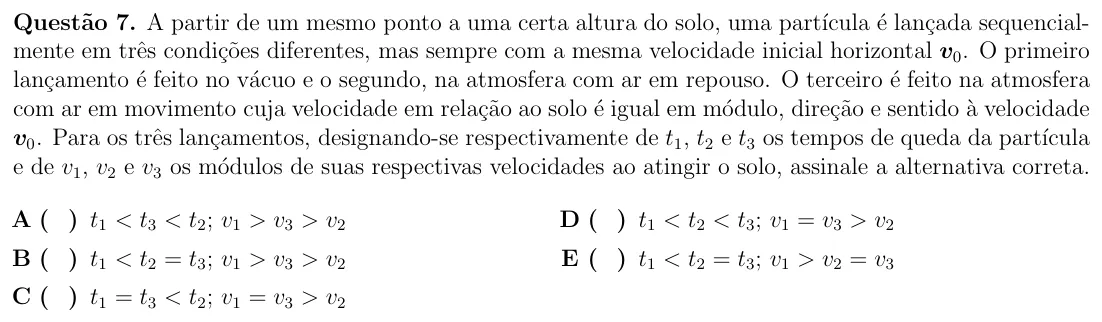 Questão 7. A partir de um mesmo ponto a uma certa altura do solo, uma partícula é lançada sequencial-
mente em três condições diferentes, mas sempre com a mesma velocidade inicial horizontal v₀. O primeiro
lançamento é feito no vácuo e o segundo, na atmosfera com ar em repouso. O terceiro é feito na atmosfera
com ar em movimento cuja velocidade em relação ao solo é igual em módulo, direção e sentido à velocidade
v₀. Para os três lançamentos, designando-se respectivamente de t₁, t₂ e t₃ os tempos de queda da partícula
e de v₁, v₂ e v₃ os módulos de suas respectivas velocidades ao atingir o solo, assinale a alternativa correta.
A ( ) t₁ < t₃ < t₂; v₁ > v₃ > v₂
B ( ) t₁ < t₂ = t₃; v₁ > v₃ > v₂
C ( ) t₁ = t₃ < t₂; v₁ = v₃ > v₂
D ( ) t₁ < t₂ < t₃; v₁ = v₃ > v₂
E ( ) t₁ < t₂ = t₃; v₁ > v₂ = v₃